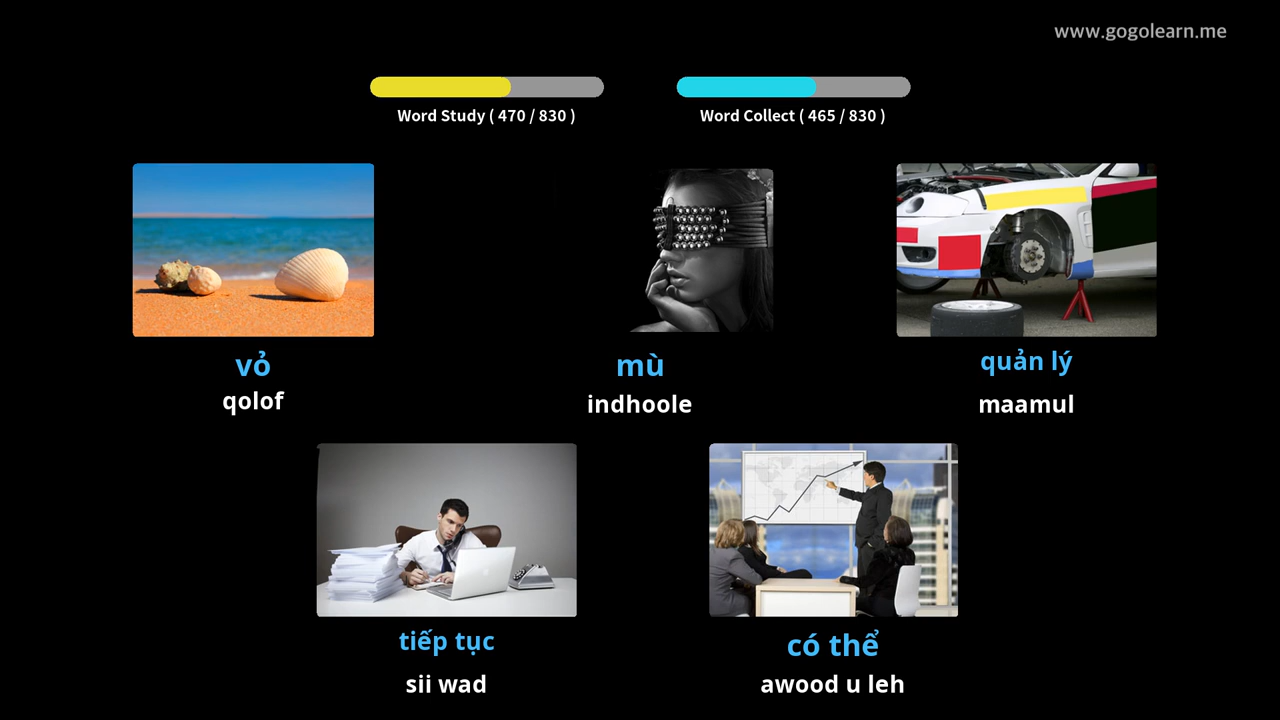 www.gogolearn.me
Word Study ( 470 / 830 )
Word Collect ( 465 / 830 )
vỏ
qolof
mù
indhoole
quản lý
maamul
tiếp tục
sii wad
có thể
awood u leh